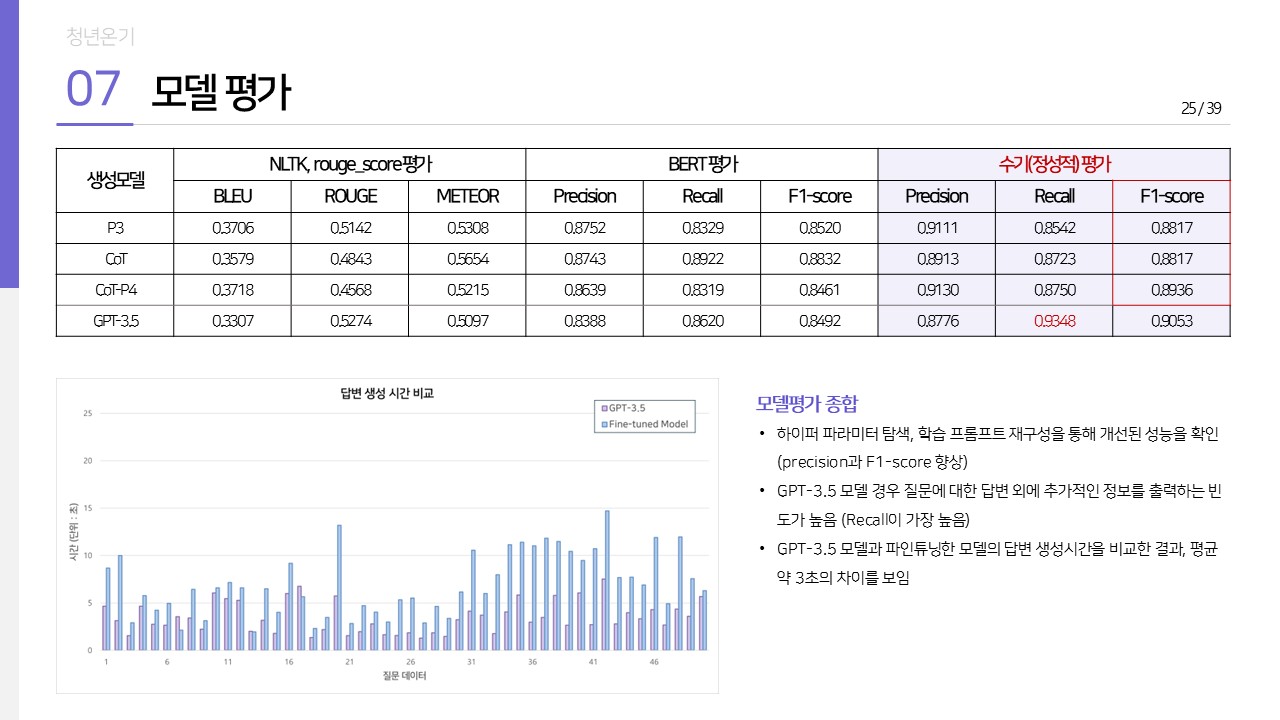 청년온기
07 모델 평가
25 / 39
생성모델 NLTK, rouge_score평가 BERT 평가 수기(정성적) 평가
BLEU ROUGE METEOR Precision Recall F1-score Precision Recall F1-score
P3 0.3706 0.5142 0.5308 0.8752 0.8329 0.8520 0.9111 0.8542 0.8817
CoT 0.3579 0.4843 0.5654 0.8743 0.8922 0.8832 0.8913 0.8723 0.8817
CoT-P4 0.3718 0.4568 0.5215 0.8639 0.8319 0.8461 0.9130 0.8750 0.8936
GPT-3.5 0.3307 0.5274 0.5097 0.8388 0.8620 0.8492 0.8776 0.9348 0.9053
답변 생성 시간 비교
GPT-3.5
Fine-tuned Model
25
20
15
10
5
0
시간 (단위 : 초)
1 6 11 16 21 26 31 36 41 46
질문 데이터
모델평가 종합
• 하이퍼 파라미터 탐색, 학습 프롬프트 재구성을 통해 개선된 성능을 확인
(precision과 F1-score 향상)
• GPT-3.5 모델 경우 질문에 대한 답변 외에 추가적인 정보를 출력하는 빈
도가 높음 (Recall이 가장 높음)
• GPT-3.5 모델과 파인튜닝한 모델의 답변 생성시간을 비교한 결과, 평균
약 3초의 차이를 보임